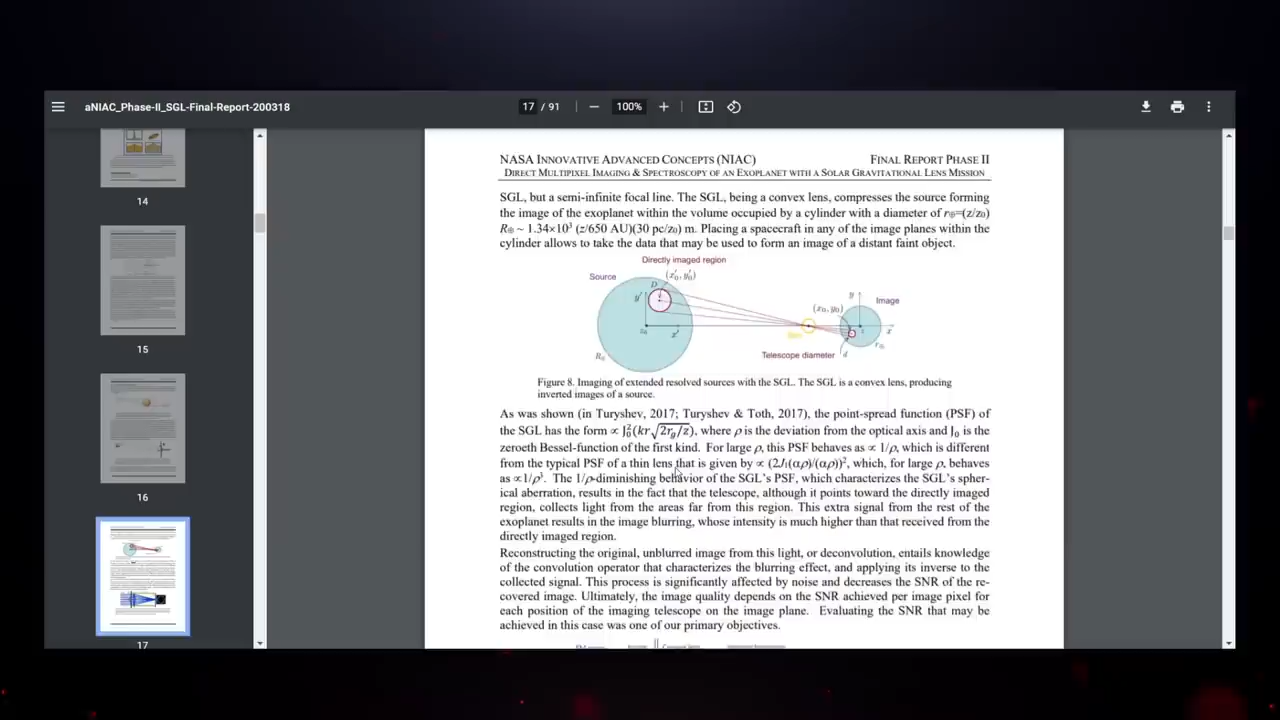 aNIAC_Phase-II_SGL-Final-Report-200318
17 / 91
100%
14
15
16
17
NASA INNOVATIVE ADVANCED CONCEPTS (NIAC) FINAL REPORT PHASE II
DIRECT MULTIPIXEL IMAGING & SPECTROSCOPY OF AN EXOPLANET WITH A SOLAR GRAVITATIONAL LENS MISSION
SGL, but a semi-infinite focal line. The SGL, being a convex lens, compresses the source forming
the image of the exoplanet within the volume occupied by a cylinder with a diameter of r⊕=(z/z₀)
R⊕ ~ 1.34×10³ (z/650 AU)(30 pc/z₀) m. Placing a spacecraft in any of the image planes within the
cylinder allows to take the data that may be used to form an image of a distant faint object.
Directly imaged region
Source
(x'₀, y'₀)
D
y'
x'
R⊕
(x₀, y₀)
y
Image
x
r⊕
Telescope diameter
d
Figure 8. Imaging of extended resolved sources with the SGL. The SGL is a convex lens, producing
inverted images of a source.
As was shown (in Turyshev, 2017; Turyshev & Toth, 2017), the point-spread function (PSF) of
the SGL has the form ∝ J₀²(kr√2r_g/z), where ρ is the deviation from the optical axis and J₀ is the
zeroeth Bessel-function of the first kind. For large ρ, this PSF behaves as ∝ 1/ρ, which is different
from the typical PSF of a thin lens that is given by ∝ (2J₁(αρ)/(αρ))², which, for large ρ, behaves
as ∝1/ρ³. The 1/ρ-diminishing behavior of the SGL's PSF, which characterizes the SGL's spher-
ical aberration, results in the fact that the telescope, although it points toward the directly imaged
region, collects light from the areas far from this region. This extra signal from the rest of the
exoplanet results in the image blurring, whose intensity is much higher than that received from the
directly imaged region.
Reconstructing the original, unblurred image from this light, or deconvolution, entails knowledge
of the convolution operator that characterizes the blurring effect, and applying its inverse to the
collected signal. This process is significantly affected by noise and decreases the SNR of the re-
covered image. Ultimately, the image quality depends on the SNR achieved per image pixel for
each position of the imaging telescope on the image plane. Evaluating the SNR that may be
achieved in this case was one of our primary objectives.